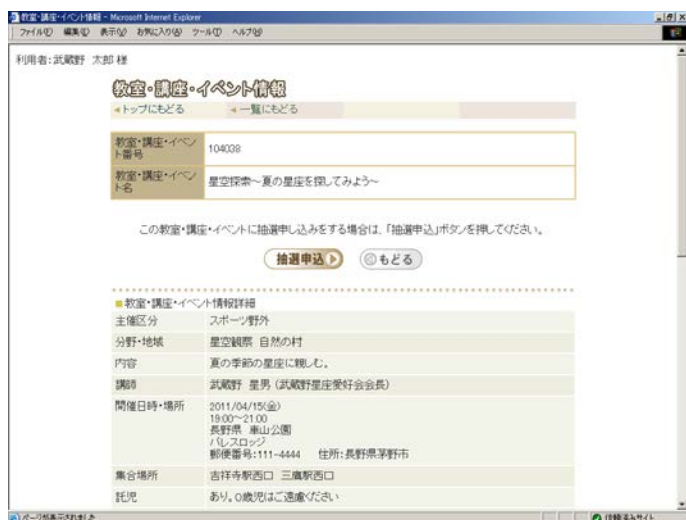 教室・講座・イベント情報 - Microsoft Internet Explorer
ファイル(F) 編集(E) 表示(V) お気に入り(A) ツール(T) ヘルプ(H)
利用者:武蔵野 太郎 様
教室・講座・イベント情報
トップにもどる 一覧にもどる
教室・講座・イベン
ト番号
104038
教室・講座・イベン
ト名
星空探索~夏の星座を探してみよう~
この教室・講座・イベントに抽選申し込みをする場合は、「抽選申込」ボタンを押してください。
抽選申込 もどる
■教室・講座・イベント情報詳細
主催区分 スポーツ野外
分野・地域 星空観察 自然の村
内容 夏の季節の星座に親しむ。
講師 武蔵野 星男 (武蔵野星座愛好会会長)
開催日時・場所 2011/04/15(金)
19:00~21:00
長野県 車山公園
パレスロッジ
郵便番号:111-4444 住所:長野県茅野市
集合場所 吉祥寺駅西口 三鷹駅西口
託児 あり。0歳児はご遠慮ください
ページが表示されました 信頼済みサイト